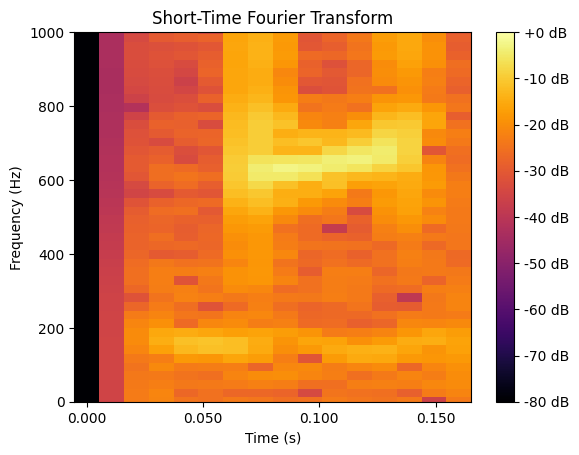 Short-Time Fourier Transform
1000
800
600
400
200
0
Frequency (Hz)
0.000
0.050
0.100
0.150
Time (s)
+0 dB
-10 dB
-20 dB
-30 dB
-40 dB
-50 dB
-60 dB
-70 dB
-80 dB